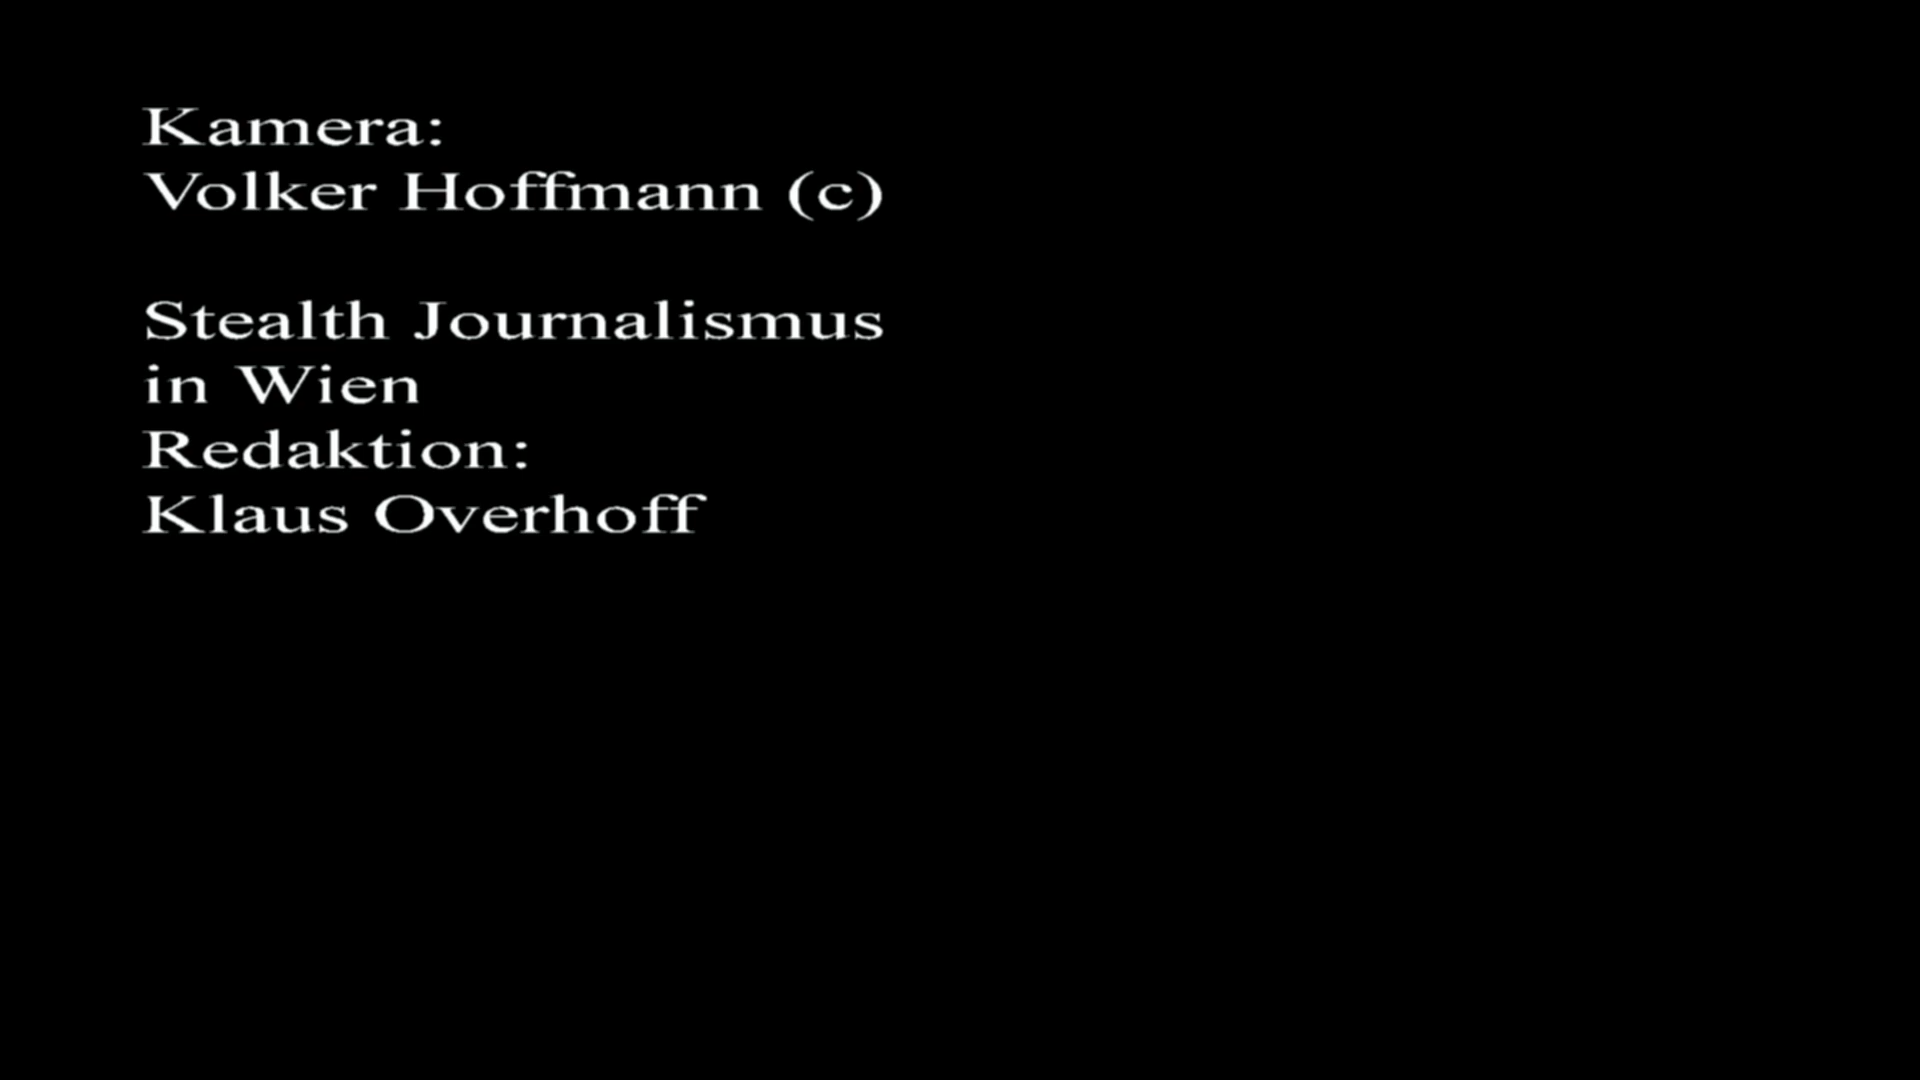 Kamera:
Volker Hoffmann (c)
Stealth Journalismus
in Wien
Redaktion:
Klaus Overhoff